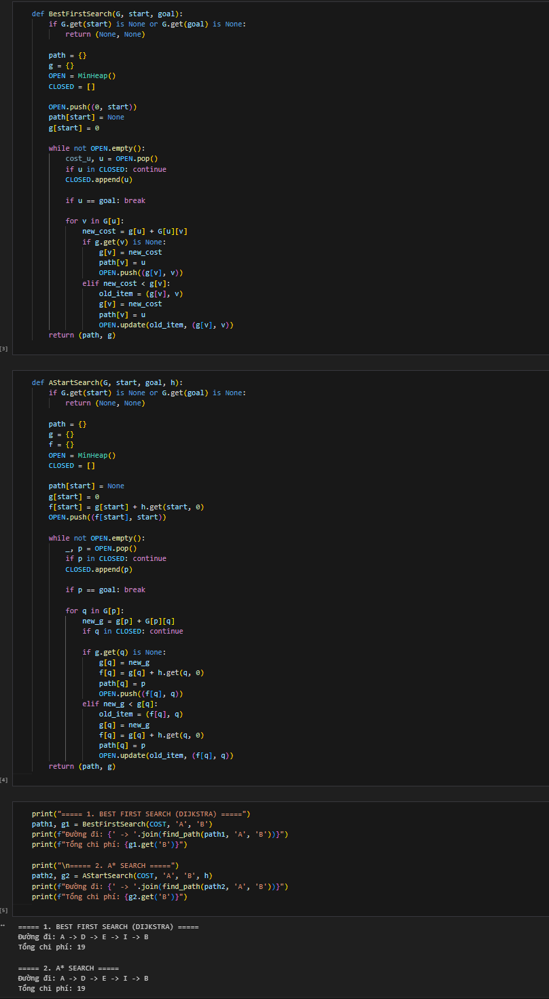 def BestFirstSearch(G, start, goal):
    if G.get(start) is None or G.get(goal) is None:
        return (None, None)

    path = {}
    g = {}
    OPEN = MinHeap()
    CLOSED = []

    OPEN.push((0, start))
    path[start] = None
    g[start] = 0

    while not OPEN.empty():
        cost_u, u = OPEN.pop()
        if u in CLOSED: continue
        CLOSED.append(u)

        if u == goal: break

        for v in G[u]:
            new_cost = g[u] + G[u][v]
            if g.get(v) is None:
                g[v] = new_cost
                path[v] = u
                OPEN.push((g[v], v))
            elif new_cost < g[v]:
                old_item = (g[v], v)
                g[v] = new_cost
                path[v] = u
                OPEN.update(old_item, (g[v], v))
    return (path, g)
[3]
def AStartSearch(G, start, goal, h):
    if G.get(start) is None or G.get(goal) is None:
        return (None, None)

    path = {}
    g = {}
    f = {}
    OPEN = MinHeap()
    CLOSED = []

    path[start] = None
    g[start] = 0
    f[start] = g[start] + h.get(start, 0)
    OPEN.push((f[start], start))

    while not OPEN.empty():
        _, p = OPEN.pop()
        if p in CLOSED: continue
        CLOSED.append(p)

        if p == goal: break

        for q in G[p]:
            new_g = g[p] + G[p][q]
            if q in CLOSED: continue

            if g.get(q) is None:
                g[q] = new_g
                f[q] = g[q] + h.get(q, 0)
                path[q] = p
                OPEN.push((f[q], q))
            elif new_g < g[q]:
                old_item = (f[q], q)
                g[q] = new_g
                f[q] = g[q] + h.get(q, 0)
                path[q] = p
                OPEN.update(old_item, (f[q], q))
    return (path, g)
[4]
print("===== 1. BEST FIRST SEARCH (DIJKSTRA) =====")
path1, g1 = BestFirstSearch(COST, 'A', 'B')
print(f"Đường đi: {' -> '.join(find_path(path1, 'A', 'B'))}")
print(f"Tổng chi phí: {g1.get('B')}")

print("\n===== 2. A* SEARCH =====")
path2, g2 = AStartSearch(COST, 'A', 'B', h)
print(f"Đường đi: {' -> '.join(find_path(path2, 'A', 'B'))}")
print(f"Tổng chi phí: {g2.get('B')}")
[5]
===== 1. BEST FIRST SEARCH (DIJKSTRA) =====
Đường đi: A -> D -> E -> I -> B
Tổng chi phí: 19

===== 2. A* SEARCH =====
Đường đi: A -> D -> E -> I -> B
Tổng chi phí: 19